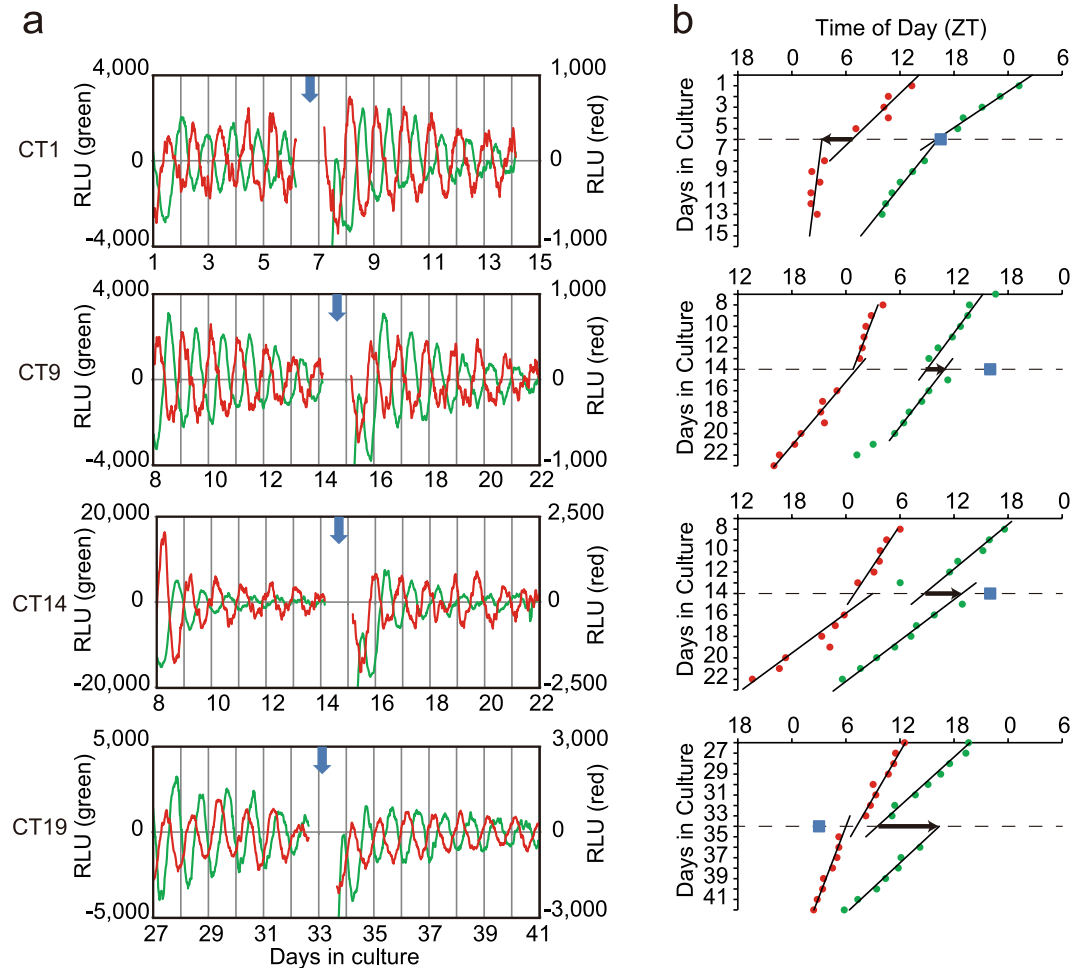 a
4,000
0
-4,000
RLU (green)
1,000
0
-1,000
RLU (red)
CT1
1 3 5 7 9 11 13 15
4,000
0
-4,000
RLU (green)
1,000
0
-1,000
RLU (red)
CT9
8 10 12 14 16 18 20 22
20,000
0
-20,000
RLU (green)
2,500
0
-2,500
RLU (red)
CT14
8 10 12 14 16 18 20 22
5,000
0
-5,000
RLU (green)
3,000
0
-3,000
RLU (red)
CT19
27 29 31 33 35 37 39 41
Days in culture
b
Time of Day (ZT)
18 0 6 12 18 0 6
Days in Culture
1
3
5
7
9
11
13
15
12 18 0 6 12 18 0
Days in Culture
8
10
12
14
16
18
20
22
12 18 0 6 12 18 0
Days in Culture
8
10
12
14
16
18
20
22
18 0 6 12 18 0 6
Days in Culture
27
29
31
33
35
37
39
41